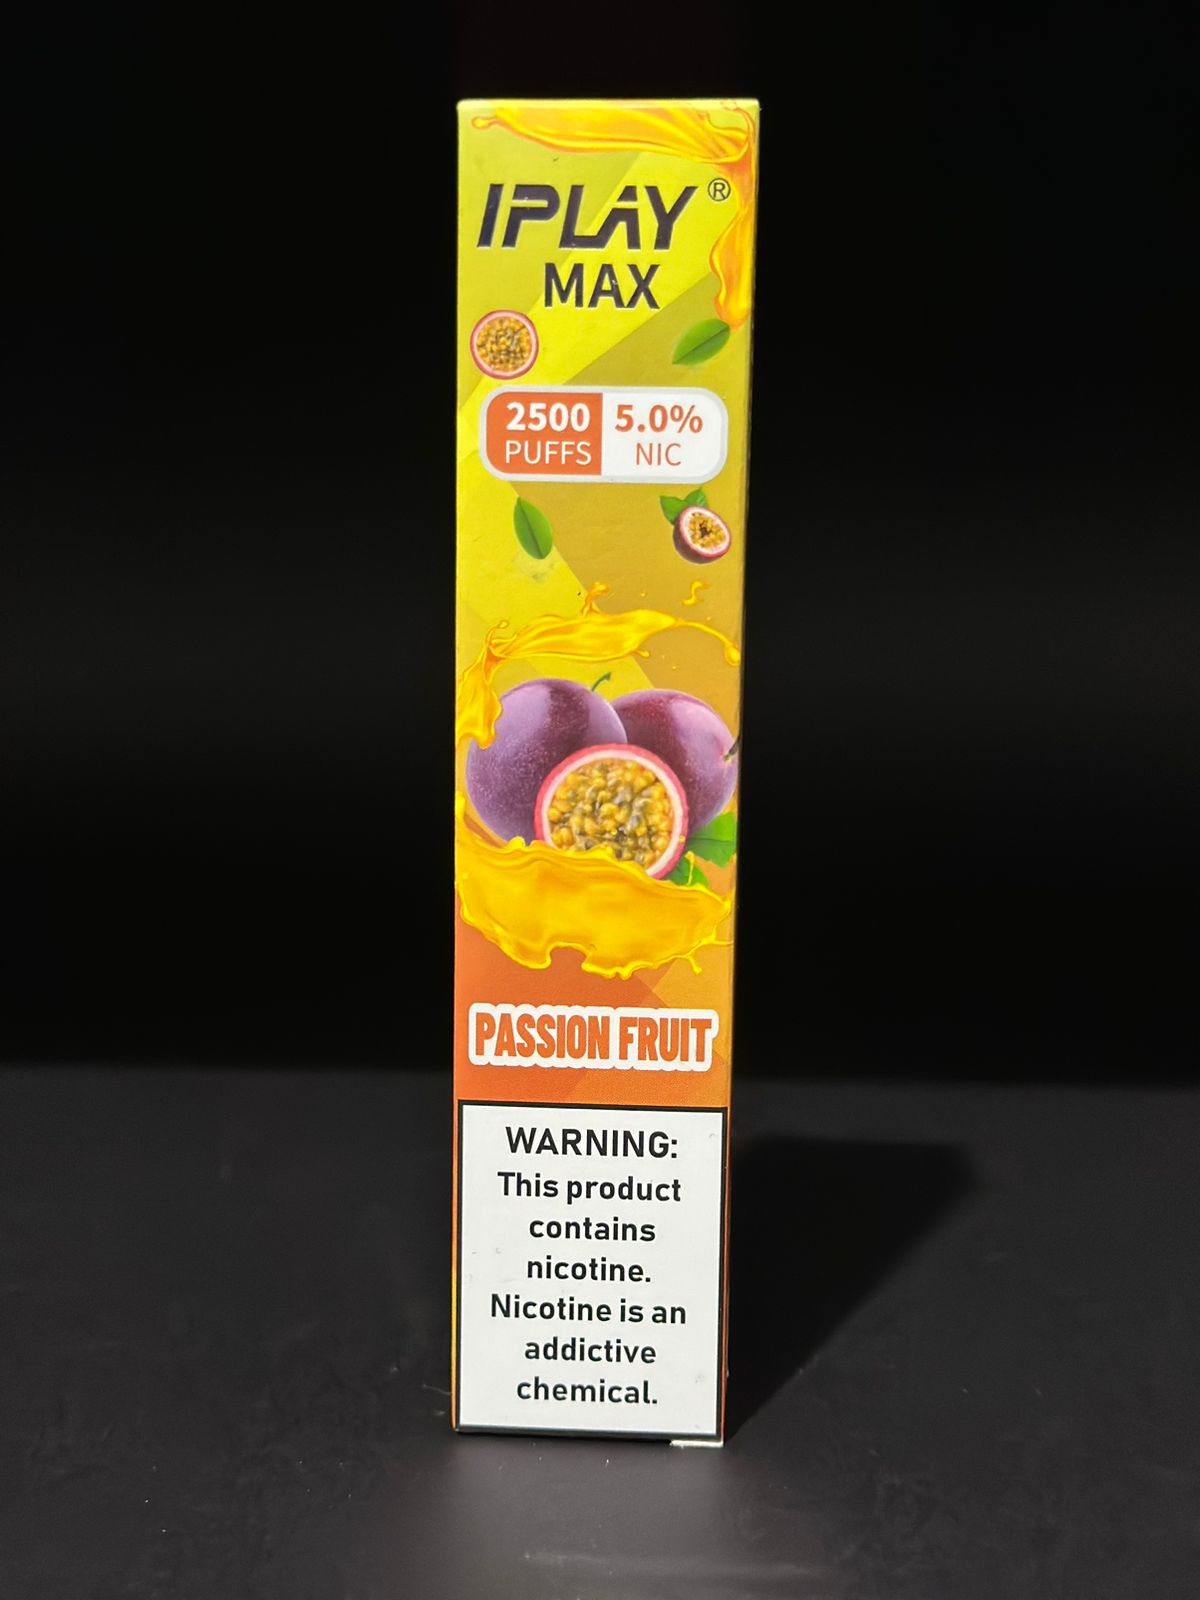 IPLAY®
MAX
2500 5.0%
PUFFS NIC
PASSION FRUIT
WARNING:
This product
contains
nicotine.
Nicotine is an
addictive
chemical.